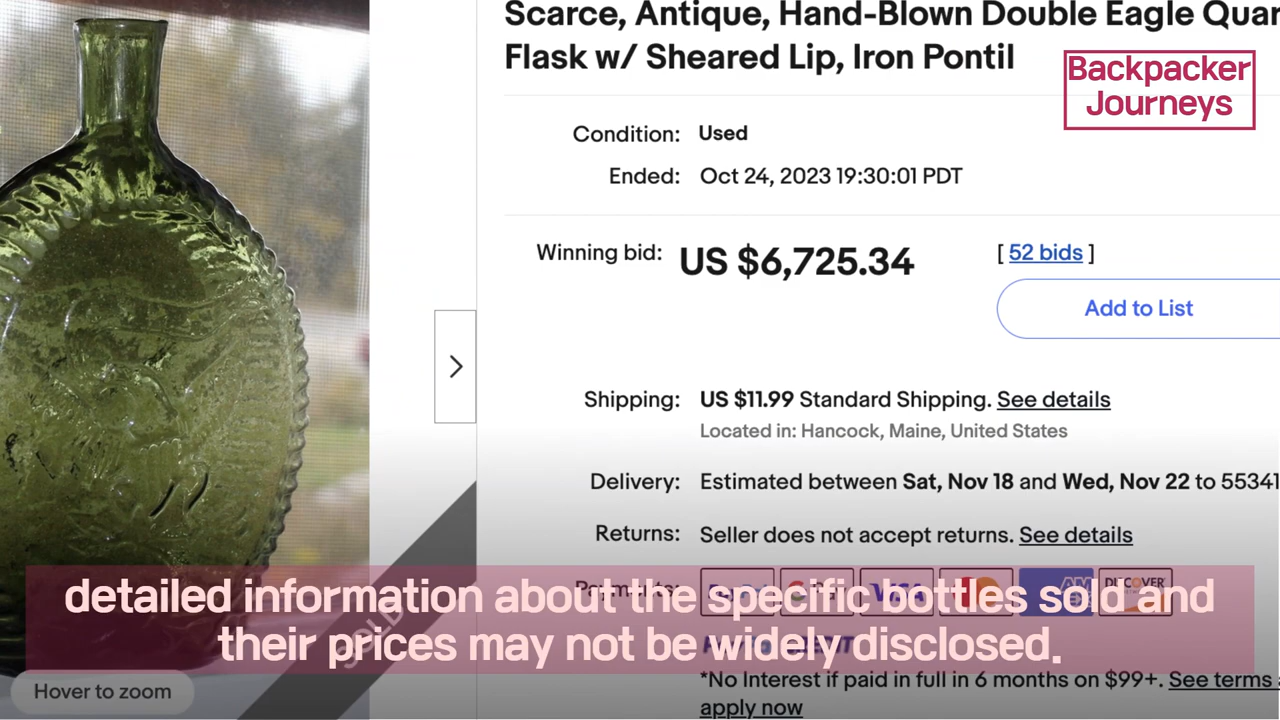 Scarce, Antique, Hand-Blown Double Eagle
Flask w/ Sheared Lip, Iron Pontil
Backpacker
Journeys
Condition: Used
Ended: Oct 24, 2023 19:30:01 PDT
Winning bid: US $6,725.34 [ 52 bids ]
Add to List
Shipping: US $11.99 Standard Shipping. See details
Located in: Hancock, Maine, United States
Delivery: Estimated between Sat, Nov 18 and Wed, Nov 22 to 55341
Returns: Seller does not accept returns. See details
Payments: VISA DISCOVER
detailed information about the specific bottles sold and
their prices may not be widely disclosed.
SOLD
Hover to zoom
*No Interest if paid in full in 6 months on $99+. See terms
apply now